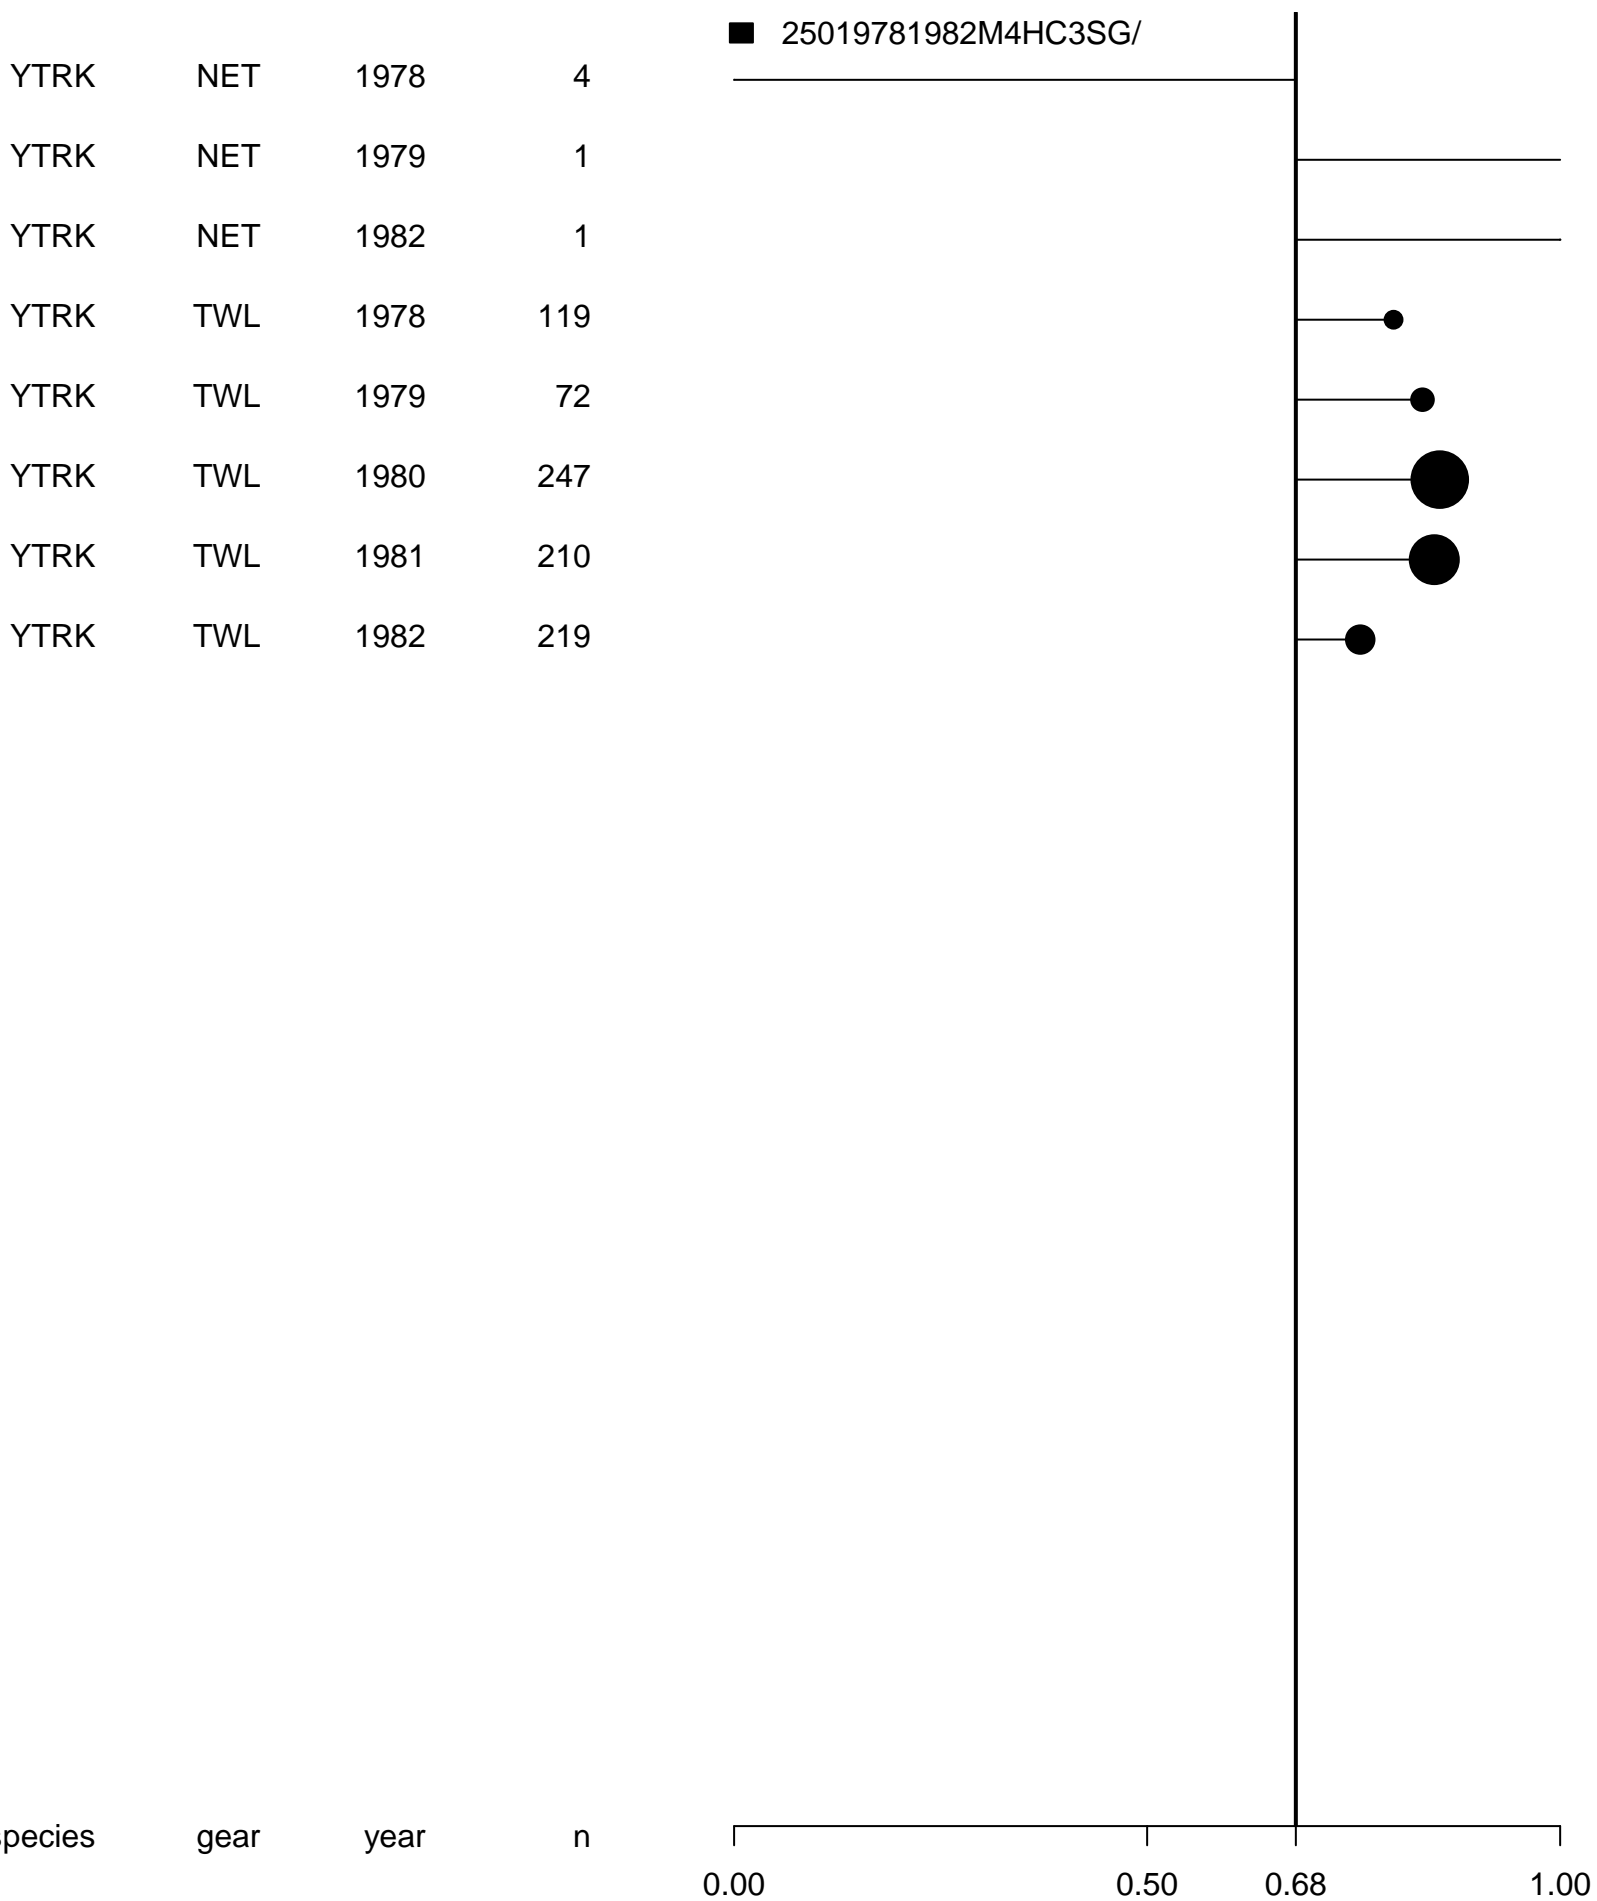 25019781982M4HC3SG/
YTRK NET 1978 4
YTRK NET 1979 1
YTRK NET 1982 1
YTRK TWL 1978 119
YTRK TWL 1979 72
YTRK TWL 1980 247
YTRK TWL 1981 210
YTRK TWL 1982 219
species gear year n
0.00 0.50 0.68 1.00